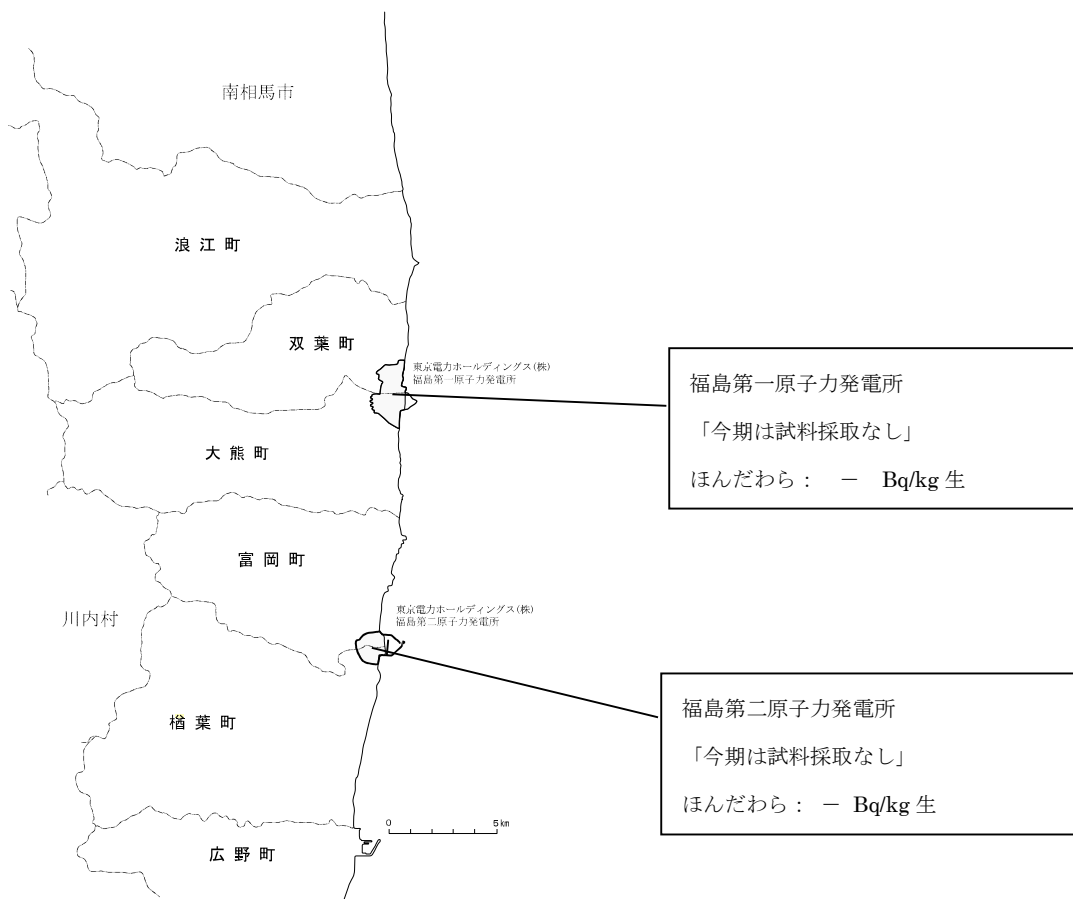 南相馬市
浪江町
双葉町
東京電力ホールディングス(株)
福島第一原子力発電所
福島第一原子力発電所
「今期は試料採取なし」
ほんだわら： － Bq/kg 生
大熊町
富岡町
川内村
東京電力ホールディングス(株)
福島第二原子力発電所
福島第二原子力発電所
「今期は試料採取なし」
ほんだわら： － Bq/kg 生
楢葉町
0 5km
広野町